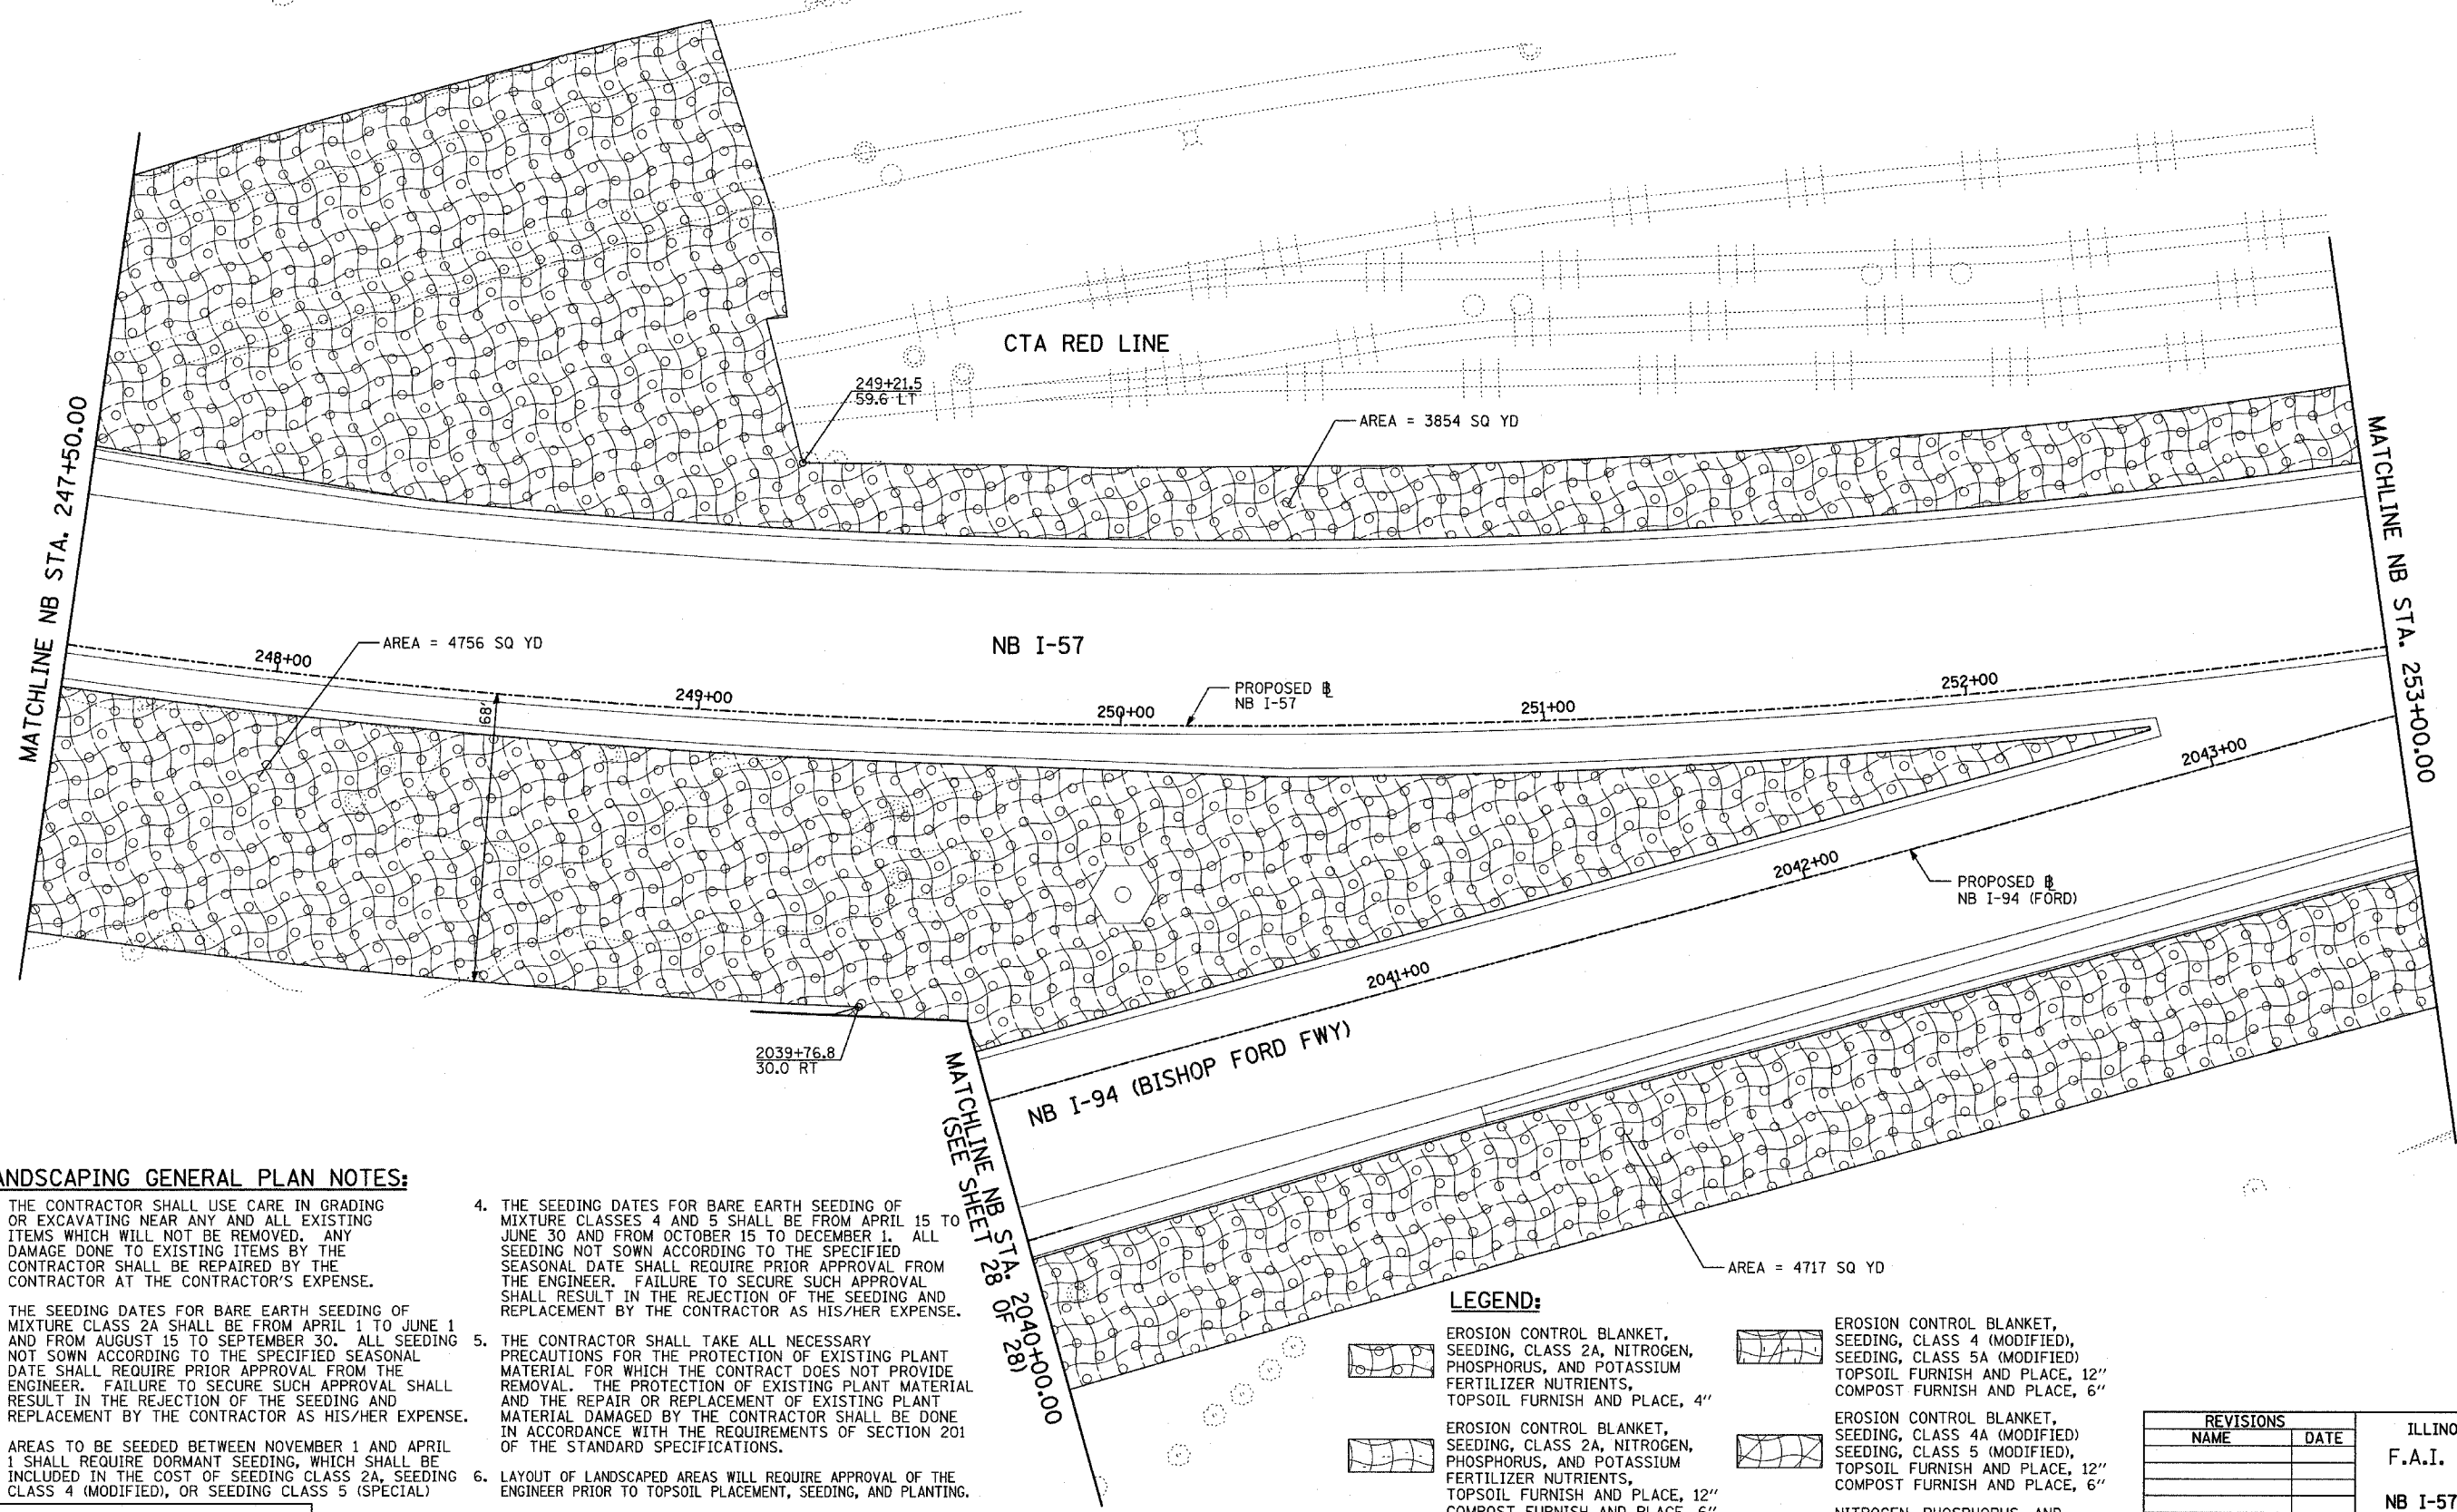 CTA RED LINE
249+21.5
59.6 LT
AREA = 3854 SQ YD
MATCHLINE NB STA. 247+50.00
MATCHLINE NB STA. 253+00.00
AREA = 4756 SQ YD
NB I-57
248+00
249+00
250+00
251+00
252+00
68'
PROPOSED
NB I-57
2043+00
2042+00
2041+00
PROPOSED
NB I-94 (FORD)
2039+76.8
30.0 RT
NB I-94 (BISHOP FORD FWY)
MATCHLINE NB STA. 2040+00.00
(SEE SHEET 28 OF 28)
AREA = 4717 SQ YD
ANDSCAPING GENERAL PLAN NOTES:
THE CONTRACTOR SHALL USE CARE IN GRADING
OR EXCAVATING NEAR ANY AND ALL EXISTING
ITEMS WHICH WILL NOT BE REMOVED. ANY
DAMAGE DONE TO EXISTING ITEMS BY THE
CONTRACTOR SHALL BE REPAIRED BY THE
CONTRACTOR AT THE CONTRACTOR'S EXPENSE.
THE SEEDING DATES FOR BARE EARTH SEEDING OF
MIXTURE CLASS 2A SHALL BE FROM APRIL 1 TO JUNE 1
AND FROM AUGUST 15 TO SEPTEMBER 30. ALL SEEDING
NOT SOWN ACCORDING TO THE SPECIFIED SEASONAL
DATE SHALL REQUIRE PRIOR APPROVAL FROM THE
ENGINEER. FAILURE TO SECURE SUCH APPROVAL SHALL
RESULT IN THE REJECTION OF THE SEEDING AND
REPLACEMENT BY THE CONTRACTOR AS HIS/HER EXPENSE.
AREAS TO BE SEEDED BETWEEN NOVEMBER 1 AND APRIL
1 SHALL REQUIRE DORMANT SEEDING, WHICH SHALL BE
INCLUDED IN THE COST OF SEEDING CLASS 2A, SEEDING
CLASS 4 (MODIFIED), OR SEEDING CLASS 5 (SPECIAL)
4. THE SEEDING DATES FOR BARE EARTH SEEDING OF
MIXTURE CLASSES 4 AND 5 SHALL BE FROM APRIL 15 TO
JUNE 30 AND FROM OCTOBER 15 TO DECEMBER 1. ALL
SEEDING NOT SOWN ACCORDING TO THE SPECIFIED
SEASONAL DATE SHALL REQUIRE PRIOR APPROVAL FROM
THE ENGINEER. FAILURE TO SECURE SUCH APPROVAL
SHALL RESULT IN THE REJECTION OF THE SEEDING AND
REPLACEMENT BY THE CONTRACTOR AS HIS/HER EXPENSE.
5. THE CONTRACTOR SHALL TAKE ALL NECESSARY
PRECAUTIONS FOR THE PROTECTION OF EXISTING PLANT
MATERIAL FOR WHICH THE CONTRACT DOES NOT PROVIDE
REMOVAL. THE PROTECTION OF EXISTING PLANT MATERIAL
AND THE REPAIR OR REPLACEMENT OF EXISTING PLANT
MATERIAL DAMAGED BY THE CONTRACTOR SHALL BE DONE
IN ACCORDANCE WITH THE REQUIREMENTS OF SECTION 201
OF THE STANDARD SPECIFICATIONS.
6. LAYOUT OF LANDSCAPED AREAS WILL REQUIRE APPROVAL OF THE
ENGINEER PRIOR TO TOPSOIL PLACEMENT, SEEDING, AND PLANTING.
LEGEND:
EROSION CONTROL BLANKET,
SEEDING, CLASS 2A, NITROGEN,
PHOSPHORUS, AND POTASSIUM
FERTILIZER NUTRIENTS,
TOPSOIL FURNISH AND PLACE, 4"
EROSION CONTROL BLANKET,
SEEDING, CLASS 2A, NITROGEN,
PHOSPHORUS, AND POTASSIUM
FERTILIZER NUTRIENTS,
TOPSOIL FURNISH AND PLACE, 12"
COMPOST FURNISH AND PLACE, 6"
EROSION CONTROL BLANKET,
SEEDING, CLASS 4 (MODIFIED),
SEEDING, CLASS 5A (MODIFIED)
TOPSOIL FURNISH AND PLACE, 12"
COMPOST FURNISH AND PLACE, 6"
EROSION CONTROL BLANKET,
SEEDING, CLASS 4A (MODIFIED)
SEEDING, CLASS 5 (MODIFIED),
TOPSOIL FURNISH AND PLACE, 12"
COMPOST FURNISH AND PLACE, 6"
NITROGEN, PHOSPHORUS, AND
REVISIONS
NAME DATE
ILLINO
F.A.I.
NB I-57